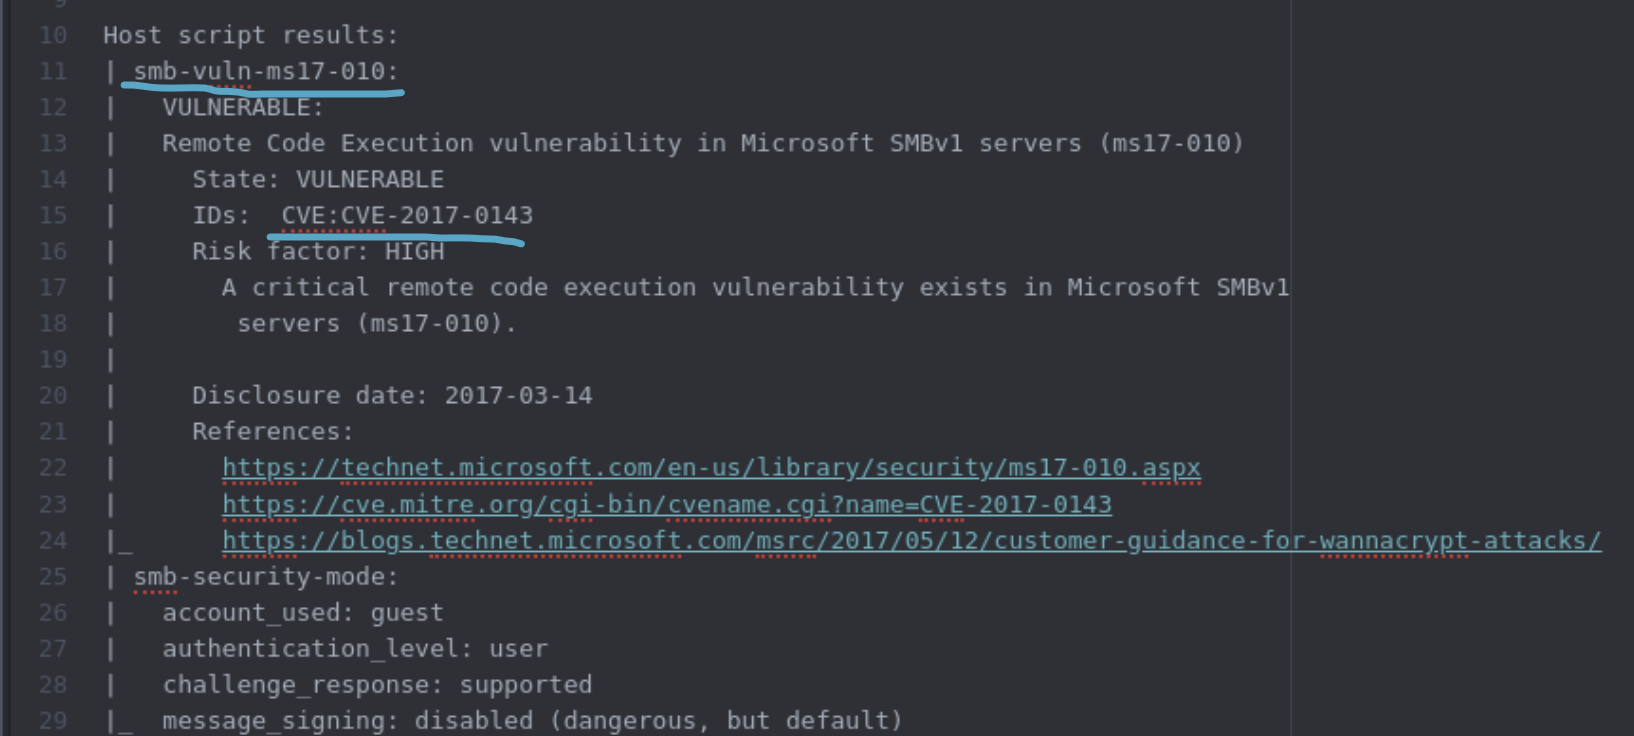 9
10 Host script results:
11 | smb-vuln-ms17-010:
12 |   VULNERABLE:
13 |   Remote Code Execution vulnerability in Microsoft SMBv1 servers (ms17-010)
14 |     State: VULNERABLE
15 |     IDs:  CVE:CVE-2017-0143
16 |     Risk factor: HIGH
17 |       A critical remote code execution vulnerability exists in Microsoft SMBv1
18 |        servers (ms17-010).
19 |
20 |     Disclosure date: 2017-03-14
21 |     References:
22 |       https://technet.microsoft.com/en-us/library/security/ms17-010.aspx
23 |       https://cve.mitre.org/cgi-bin/cvename.cgi?name=CVE-2017-0143
24 |_      https://blogs.technet.microsoft.com/msrc/2017/05/12/customer-guidance-for-wannacrypt-attacks/
25 | smb-security-mode:
26 |   account_used: guest
27 |   authentication_level: user
28 |   challenge_response: supported
29 |_  message_signing: disabled (dangerous, but default)